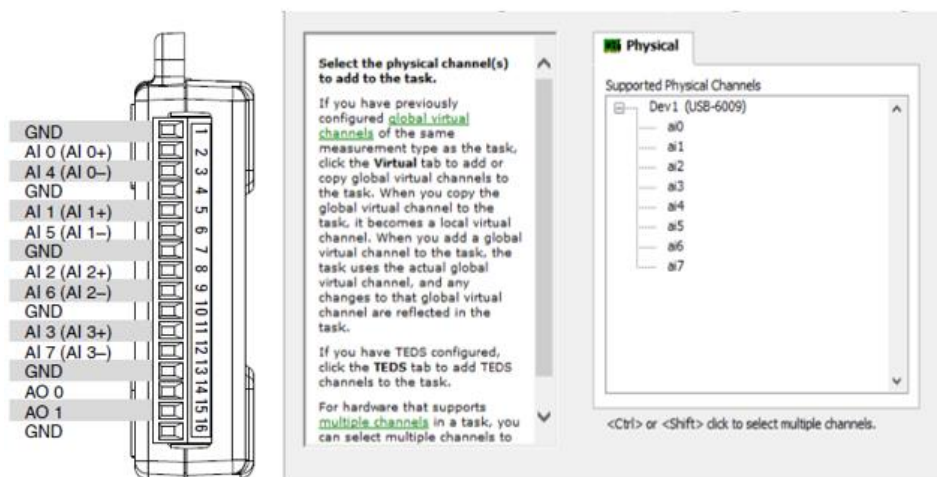 GND
AI 0 (AI 0+)
AI 4 (AI 0–)
GND
AI 1 (AI 1+)
AI 5 (AI 1–)
GND
AI 2 (AI 2+)
AI 6 (AI 2–)
GND
AI 3 (AI 3+)
AI 7 (AI 3–)
GND
AO 0
AO 1
GND
1
2
3
4
5
6
7
8
9
10
11
12
13
14
15
16
Select the physical channel(s)
to add to the task.
If you have previously
configured global virtual
channels of the same
measurement type as the task,
click the Virtual tab to add or
copy global virtual channels to
the task. When you copy the
global virtual channel to the
task, it becomes a local virtual
channel. When you add a global
virtual channel to the task, the
task uses the actual global
virtual channel, and any
changes to that global virtual
channel are reflected in the
task.
If you have TEDS configured,
click the TEDS tab to add TEDS
channels to the task.
For hardware that supports
multiple channels in a task, you
can select multiple channels to
Physical
Supported Physical Channels
Dev1 (USB-6009)
ai0
ai1
ai2
ai3
ai4
ai5
ai6
ai7
<Ctrl> or <Shift> click to select multiple channels.